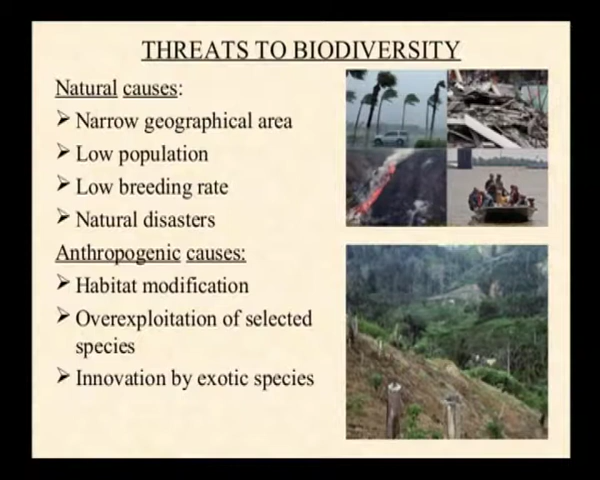 THREATS TO BIODIVERSITY
Natural causes:
Narrow geographical area
Low population
Low breeding rate
Natural disasters
Anthropogenic causes:
Habitat modification
Overexploitation of selected
species
Innovation by exotic species